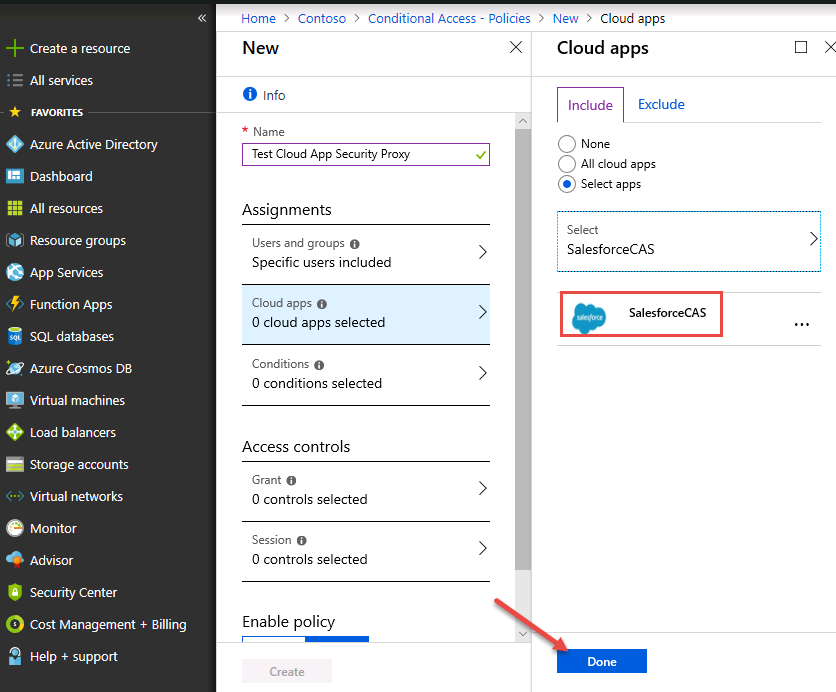 «
Home > Contoso > Conditional Access - Policies > New > Cloud apps
Create a resource
All services
FAVORITES
Azure Active Directory
Dashboard
All resources
Resource groups
App Services
Function Apps
SQL databases
Azure Cosmos DB
Virtual machines
Load balancers
Storage accounts
Virtual networks
Monitor
Advisor
Security Center
Cost Management + Billing
Help + support
New
Info
* Name
Test Cloud App Security Proxy
Assignments
Users and groups
Specific users included
Cloud apps
0 cloud apps selected
Conditions
0 conditions selected
Access controls
Grant
0 controls selected
Session
0 controls selected
Enable policy
Create
Cloud apps
Include Exclude
None
All cloud apps
Select apps
Select
SalesforceCAS
salesforce SalesforceCAS
...
Done